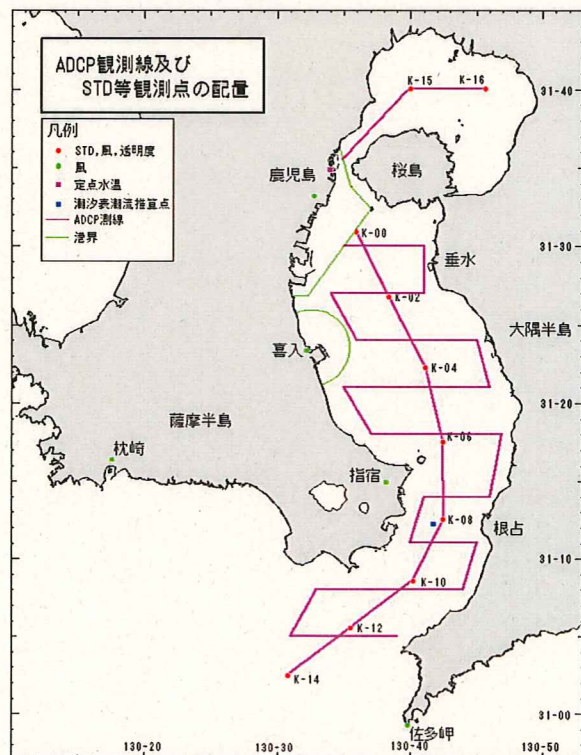 ADCP観測線及び
STD等観測点の配置
凡例
STD,風,透明度
風
定点水温
潮汐表潮流推算点
ADCP測線
港界
K-15
K-16
31-40
鹿児島
桜島
K-00
31-30
垂水
K-02
大隅半島
喜入
K-04
31-20
薩摩半島
K-06
枕崎
指宿
K-08
根占
31-10
K-10
K-12
K-14
31-00
佐多岬
130-20
130-30
130-40
130-50